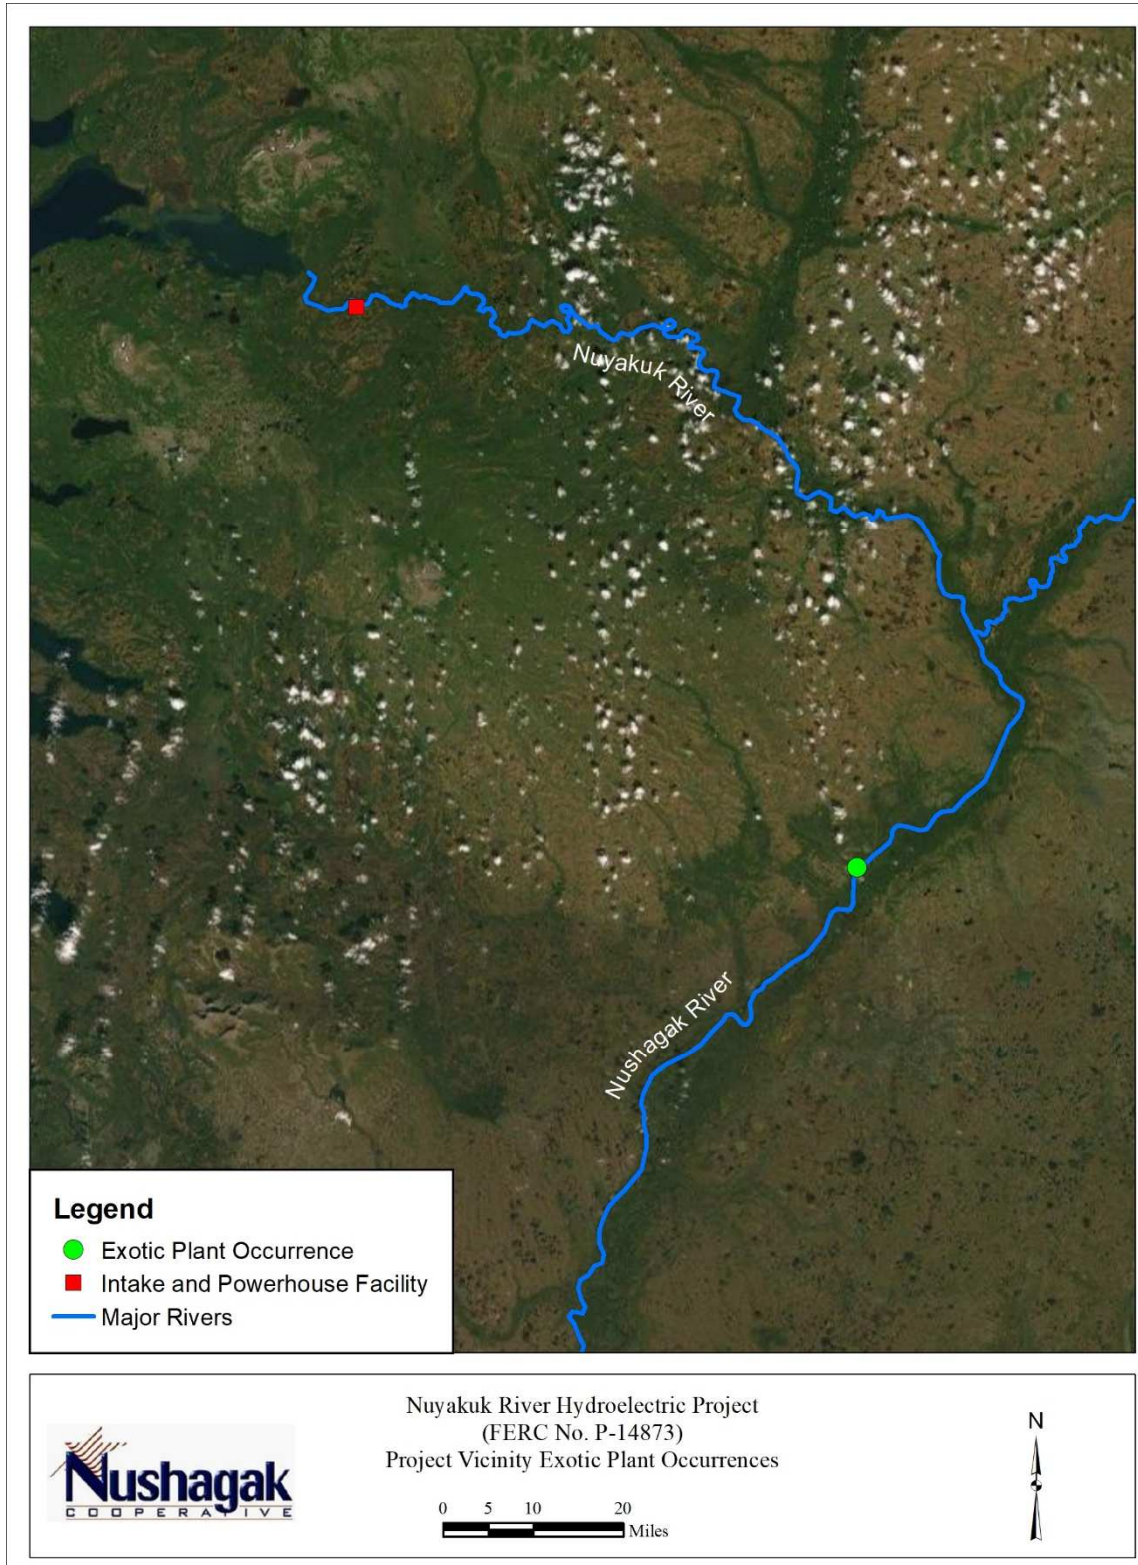 Nuyakuk River
Nushagak River
Legend
Exotic Plant Occurrence
Intake and Powerhouse Facility
Major Rivers
Nushagak
COOPERATIVE
Nuyakuk River Hydroelectric Project
(FERC No. P-14873)
Project Vicinity Exotic Plant Occurrences
0 5 10 20
Miles
N